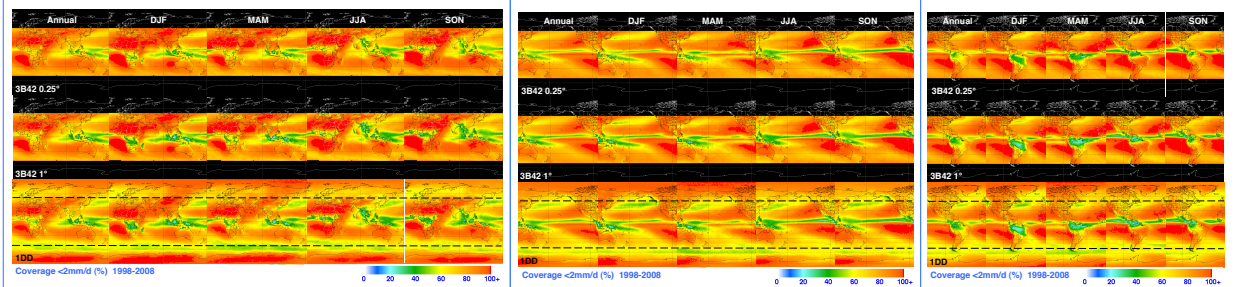 Annual DJF MAM JJA SON
3B42 0.25°
3B42 1°
1DD
Coverage <2mm/d (%) 1998-2008
0 20 40 60 80 100+
Annual DJF MAM JJA SON
3B42 0.25°
3B42 1°
1DD
Coverage <2mm/d (%) 1998-2008
0 20 40 60 80 100+
Annual DJF MAM JJA SON
3B42 0.25°
3B42 1°
1DD
Coverage <2mm/d (%) 1998-2008
0 20 40 60 80 100+